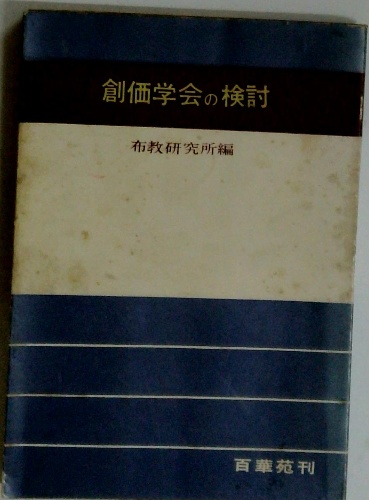 創価学会の検討
布教研究所編
百華苑刊